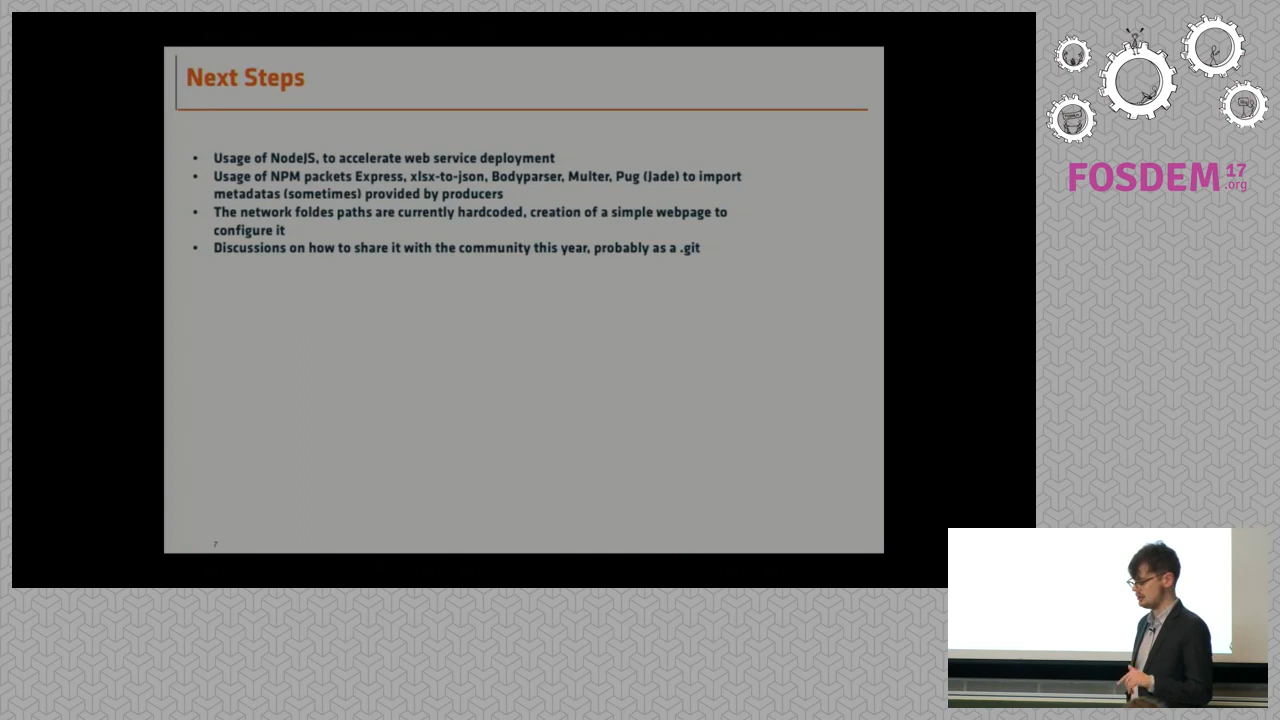 Next Steps
• Usage of NodeJS, to accelerate web service deployment
• Usage of NPM packets Express, xlsx-to-json, Bodyparser, Multer, Pug (Jade) to import
metadatas (sometimes) provided by producers
• The network foldes paths are currently hardcoded, creation of a simple webpage to
configure it
• Discussions on how to share it with the community this year, probably as a .git
7
FOSDEM 17
.org